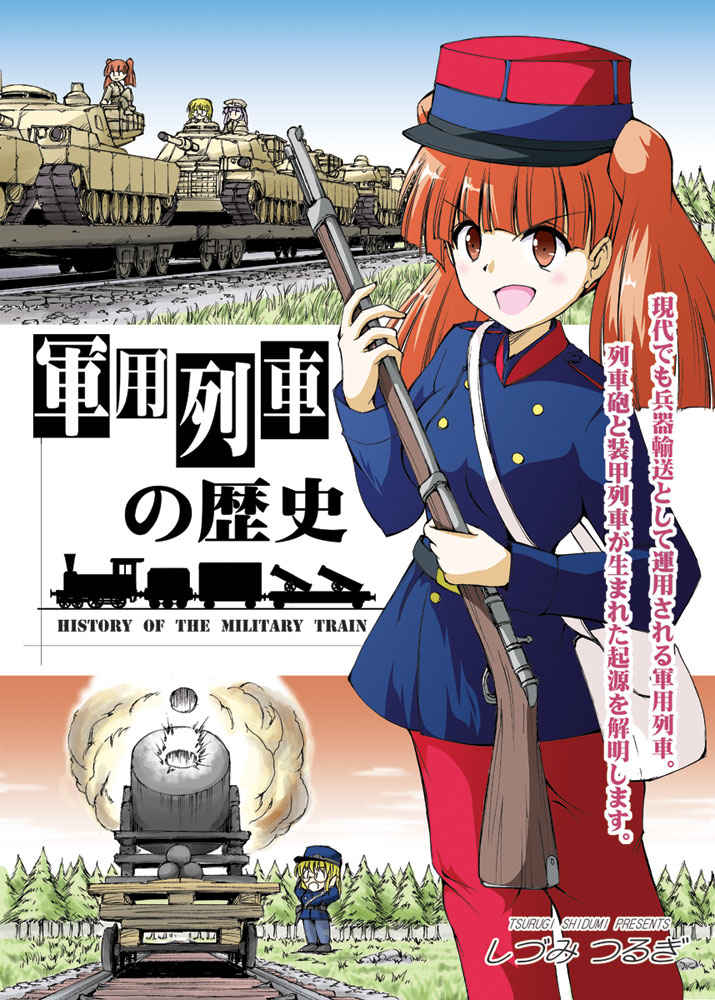 軍用列車
の歴史
HISTORY OF THE MILITARY TRAIN
現代でも兵器輸送として運用される軍用列車。
列車砲と装甲列車が生まれた起源を解明します。
TSURUGI SHIDUMI PRESENTS
しづみ つるぎ